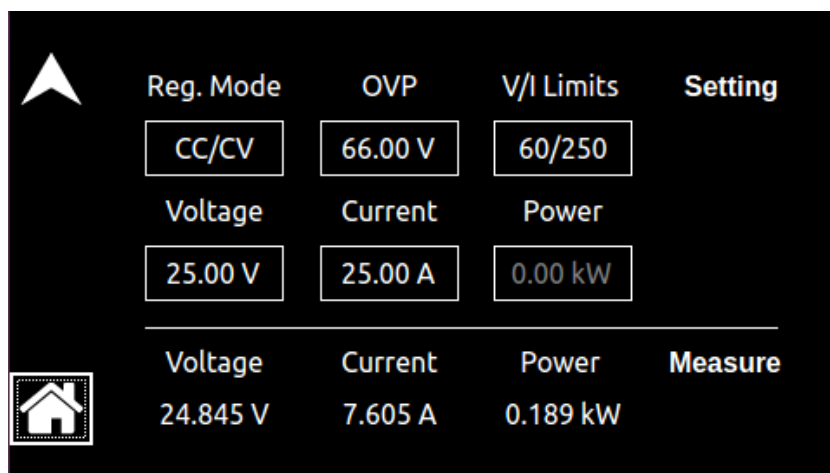 Reg. Mode OVP V/I Limits Setting
CC/CV 66.00 V 60/250
Voltage Current Power
25.00 V 25.00 A 0.00 kW
Voltage Current Power Measure
24.845 V 7.605 A 0.189 kW